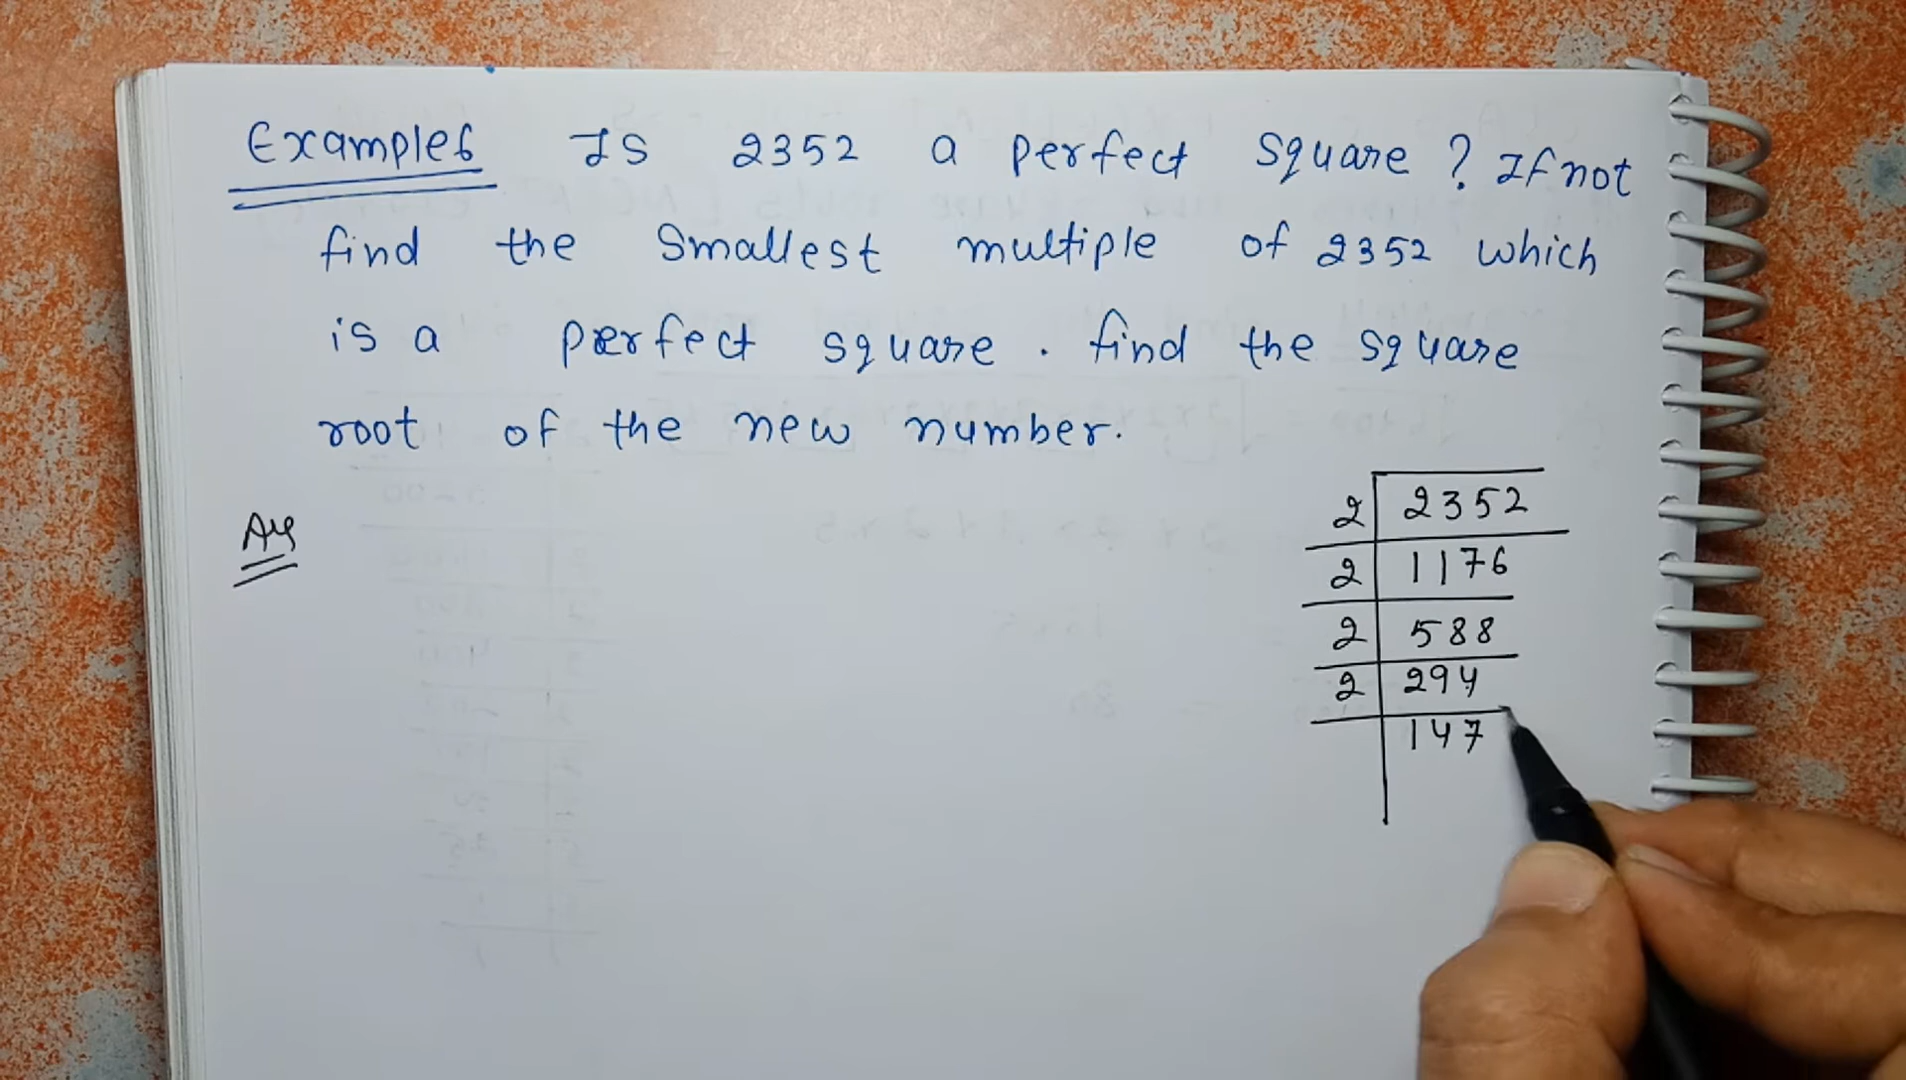 Example6 Is 2352 a perfect square ? If not
find the smallest multiple of 2352 which
is a perfect square . find the square
root of the new number.
2 2352
2 1176
2 588
2 294
147